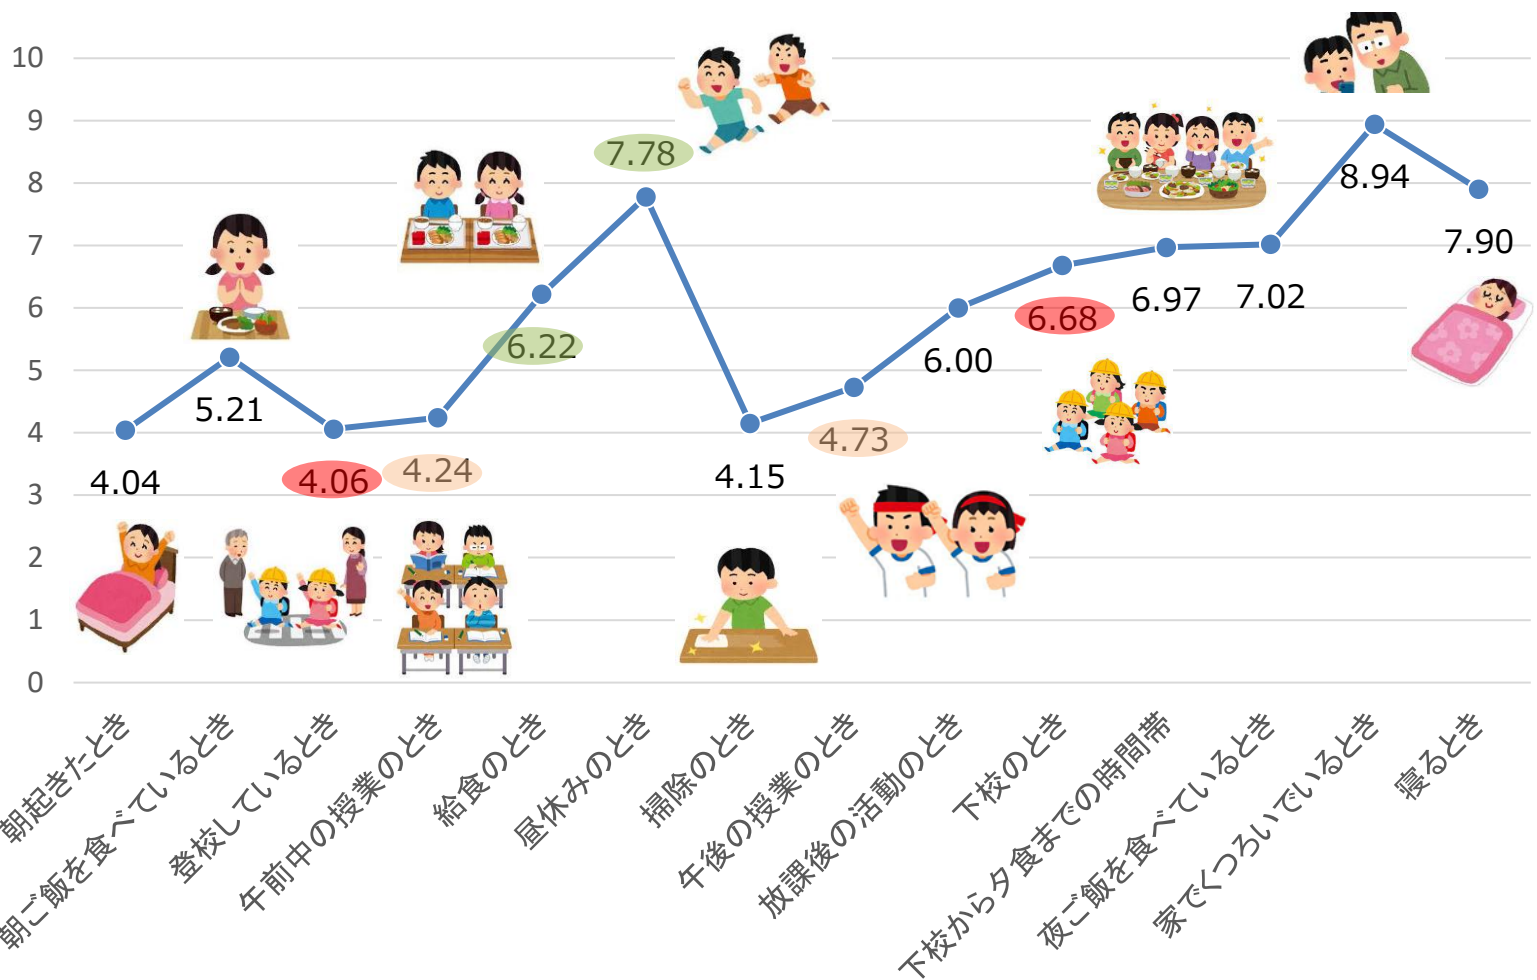 10
9
8
7
6
5
4
3
2
1
0
4.04
5.21
4.06
4.24
6.22
7.78
4.15
4.73
6.00
6.68
6.97
7.02
8.94
7.90
朝起きたとき
朝ご飯を食べているとき
登校しているとき
午前中の授業のとき
給食のとき
昼休みのとき
掃除のとき
午後の授業のとき
放課後の活動のとき
下校のとき
下校から夕食までの時間帯
夜ご飯を食べているとき
家でくつろいでいるとき
寝るとき